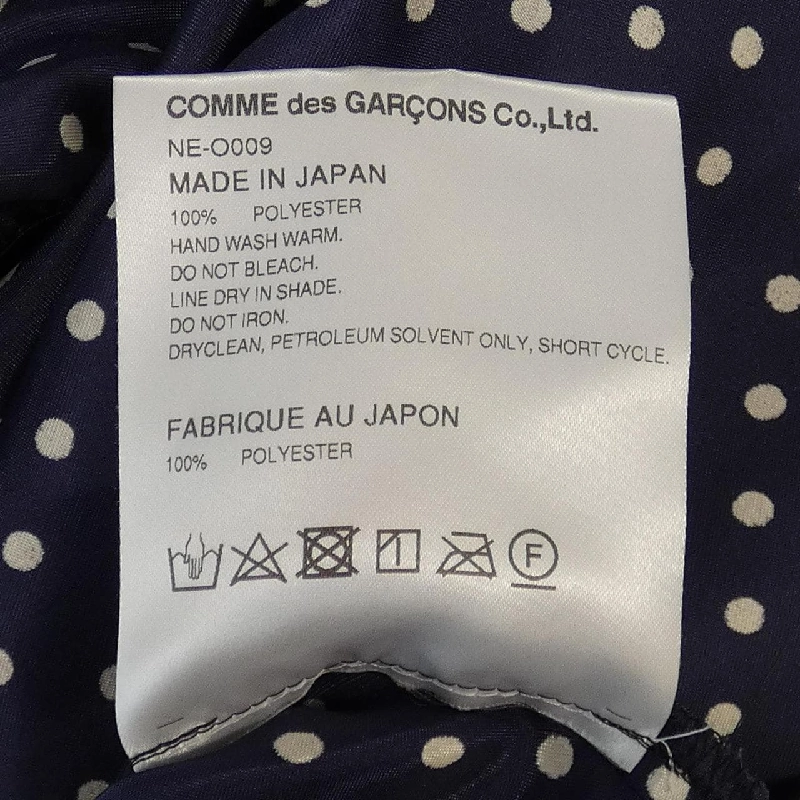 COMME des GARÇONS Co.,Ltd.
NE-O009
MADE IN JAPAN
100% POLYESTER
HAND WASH WARM.
DO NOT BLEACH.
LINE DRY IN SHADE.
DO NOT IRON.
DRYCLEAN, PETROLEUM SOLVENT ONLY, SHORT CYCLE.
FABRIQUE AU JAPON
100% POLYESTER
F